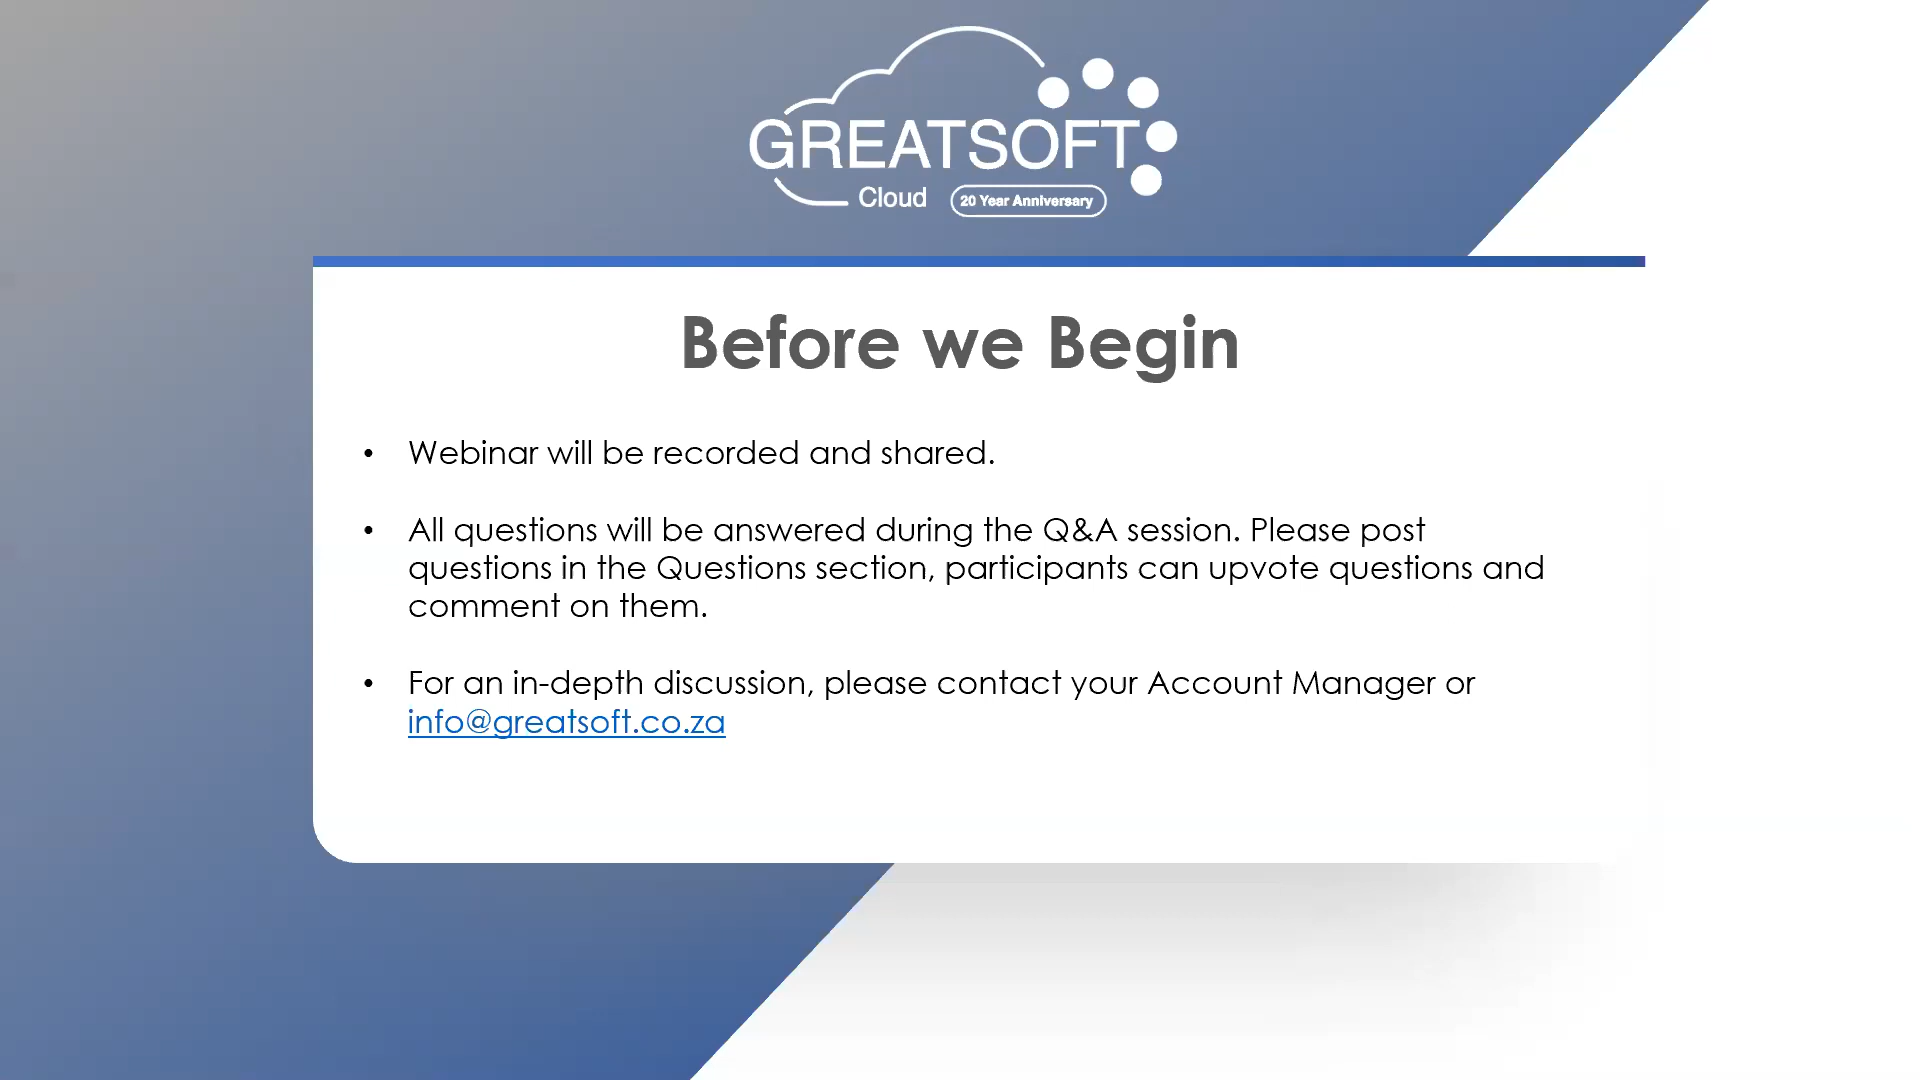 GREATSOFT
Cloud
20 Year Anniversary
Before we Begin
• Webinar will be recorded and shared.
• All questions will be answered during the Q&A session. Please post
questions in the Questions section, participants can upvote questions and
comment on them.
• For an in-depth discussion, please contact your Account Manager or
info@greatsoft.co.za